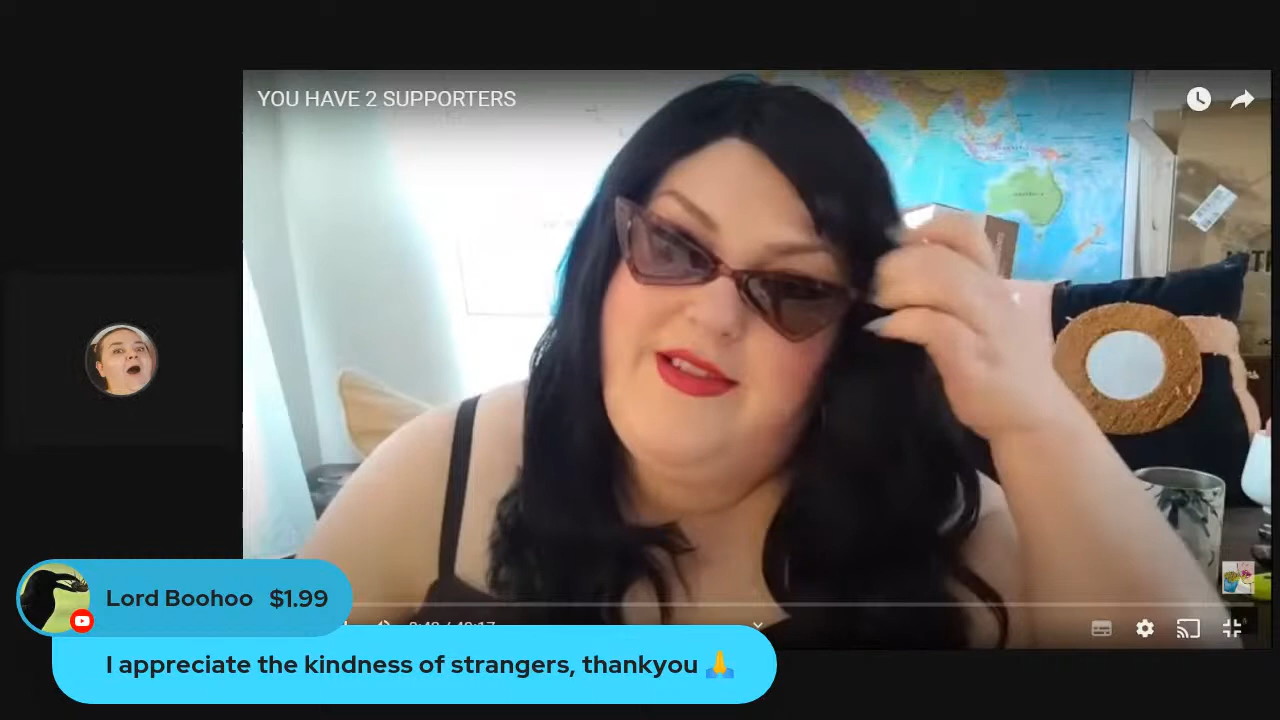 YOU HAVE 2 SUPPORTERS
Lord Boohoo $1.99
I appreciate the kindness of strangers, thankyou 🙏